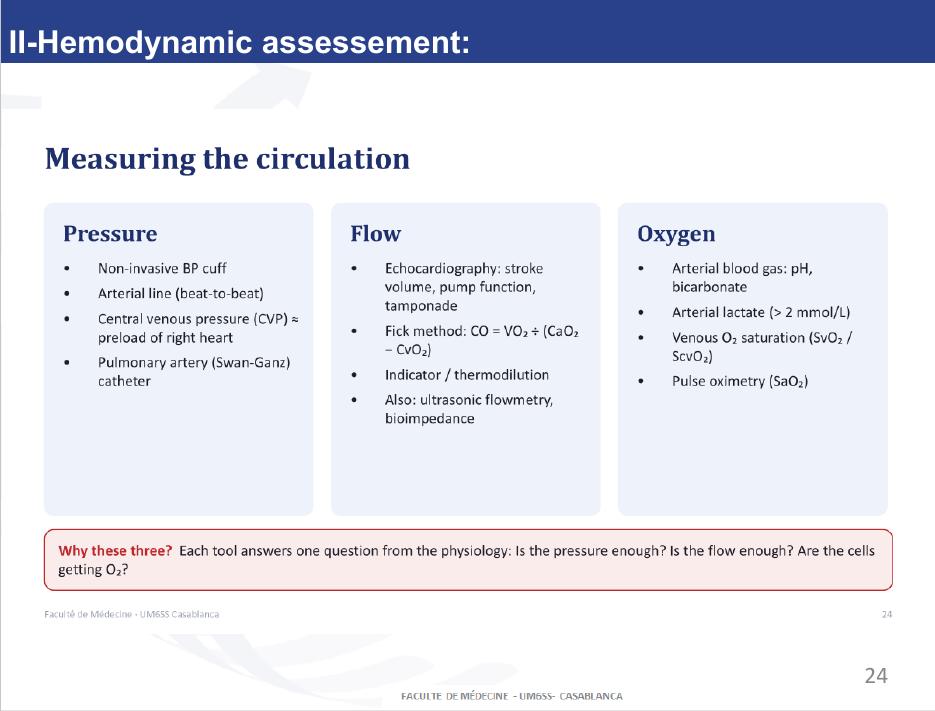 II-Hemodynamic assessement:
Measuring the circulation
Pressure
• Non-invasive BP cuff
• Arterial line (beat-to-beat)
• Central venous pressure (CVP) ≈
preload of right heart
• Pulmonary artery (Swan-Ganz)
catheter
Flow
• Echocardiography: stroke
volume, pump function,
tamponade
• Fick method: CO = VO₂ ÷ (CaO₂
− CvO₂)
• Indicator / thermodilution
• Also: ultrasonic flowmetry,
bioimpedance
Oxygen
• Arterial blood gas: pH,
bicarbonate
• Arterial lactate (> 2 mmol/L)
• Venous O₂ saturation (SvO₂ /
ScvO₂)
• Pulse oximetry (SaO₂)
Why these three? Each tool answers one question from the physiology: Is the pressure enough? Is the flow enough? Are the cells
getting O₂?
Faculté de Médecine · UM6SS Casablanca
24
24
FACULTE DE MÉDECINE - UM6SS- CASABLANCA